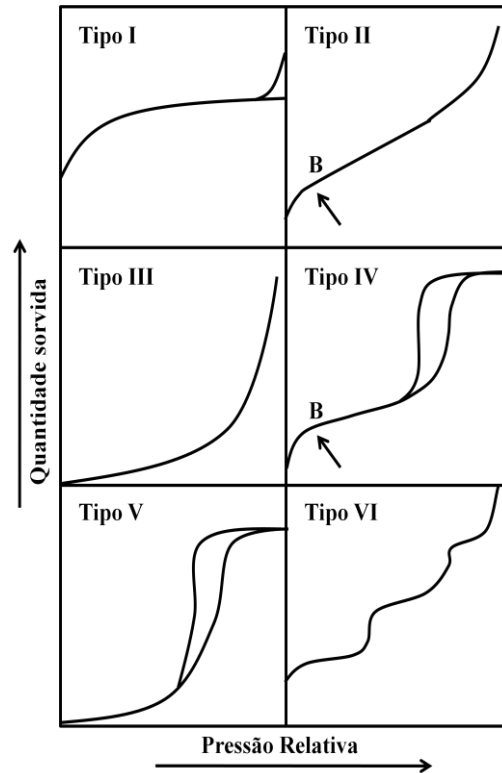 Tipo I
Tipo II
B
Tipo III
Tipo IV
B
Tipo V
Tipo VI
Quantidade sorvida
Pressão Relativa